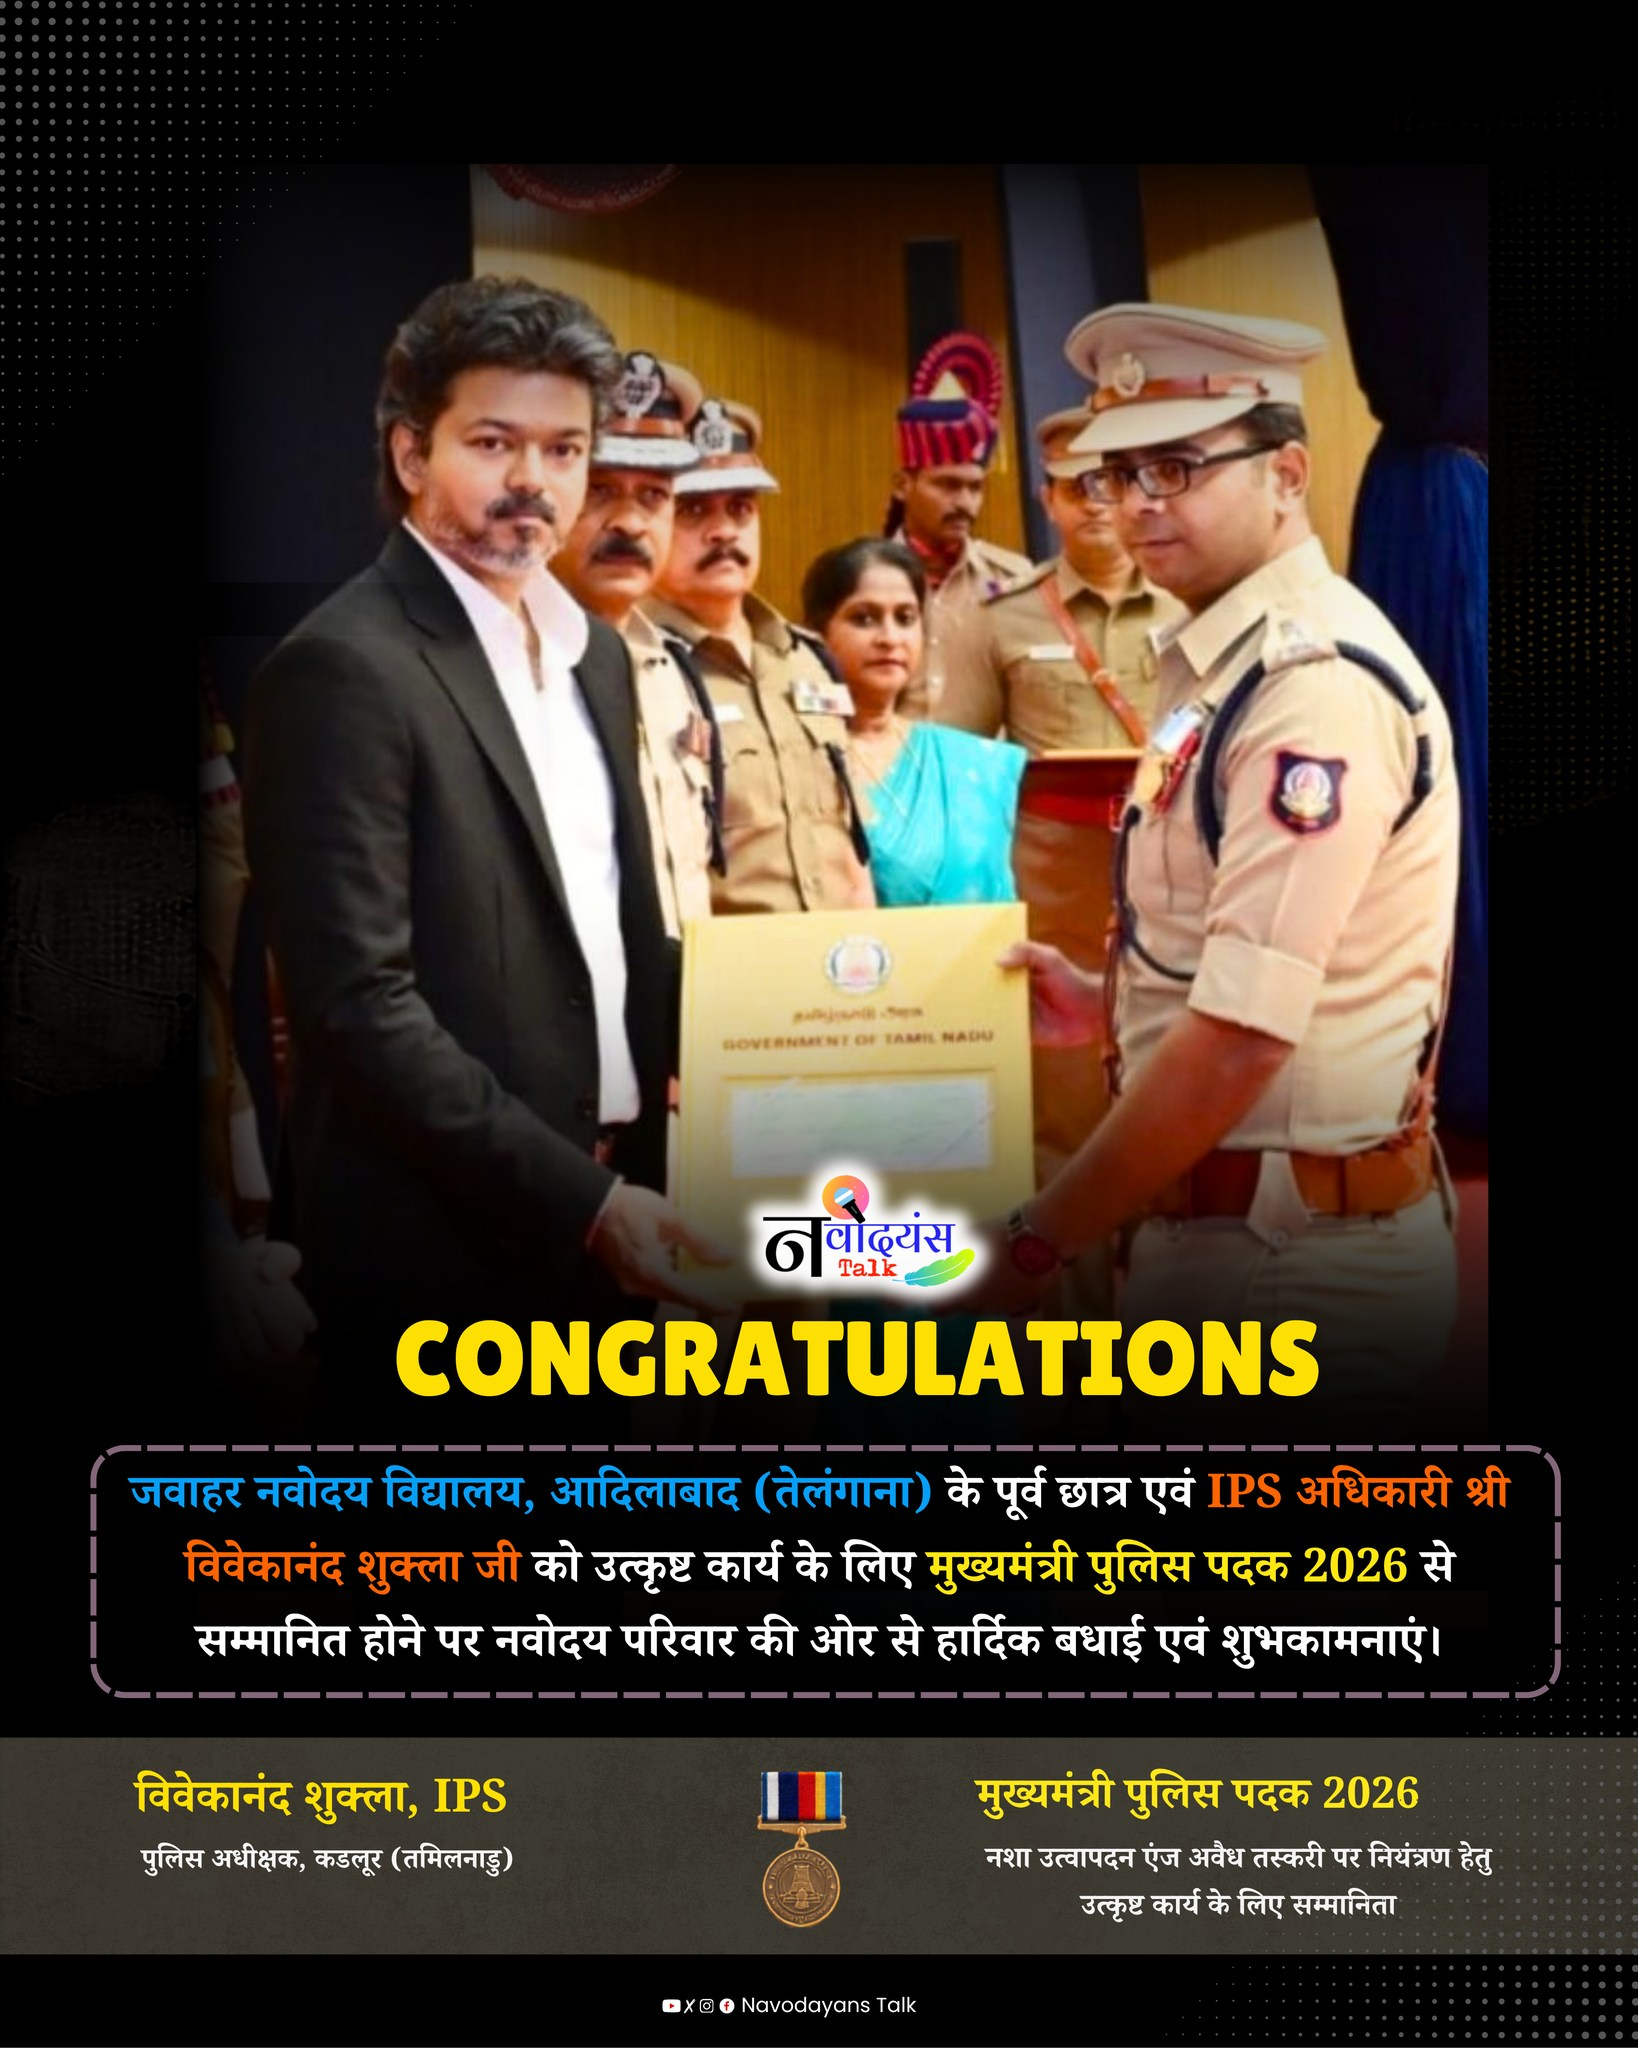 தமிழ்நாடு அரசு
GOVERNMENT OF TAMIL NADU
नवोदयंस
Talk
CONGRATULATIONS
जवाहर नवोदय विद्यालय, आदिलाबाद (तेलंगाना) के पूर्व छात्र एवं IPS अधिकारी श्री
विवेकानंद शुक्ला जी को उत्कृष्ट कार्य के लिए मुख्यमंत्री पुलिस पदक 2026 से
सम्मानित होने पर नवोदय परिवार की ओर से हार्दिक बधाई एवं शुभकामनाएं।
विवेकानंद शुक्ला, IPS
पुलिस अधीक्षक, कडलूर (तमिलनाडु)
मुख्यमंत्री पुलिस पदक 2026
नशा उत्वापदन एंज अवैध तस्करी पर नियंत्रण हेतु
उत्कृष्ट कार्य के लिए सम्मानिता
Navodayans Talk